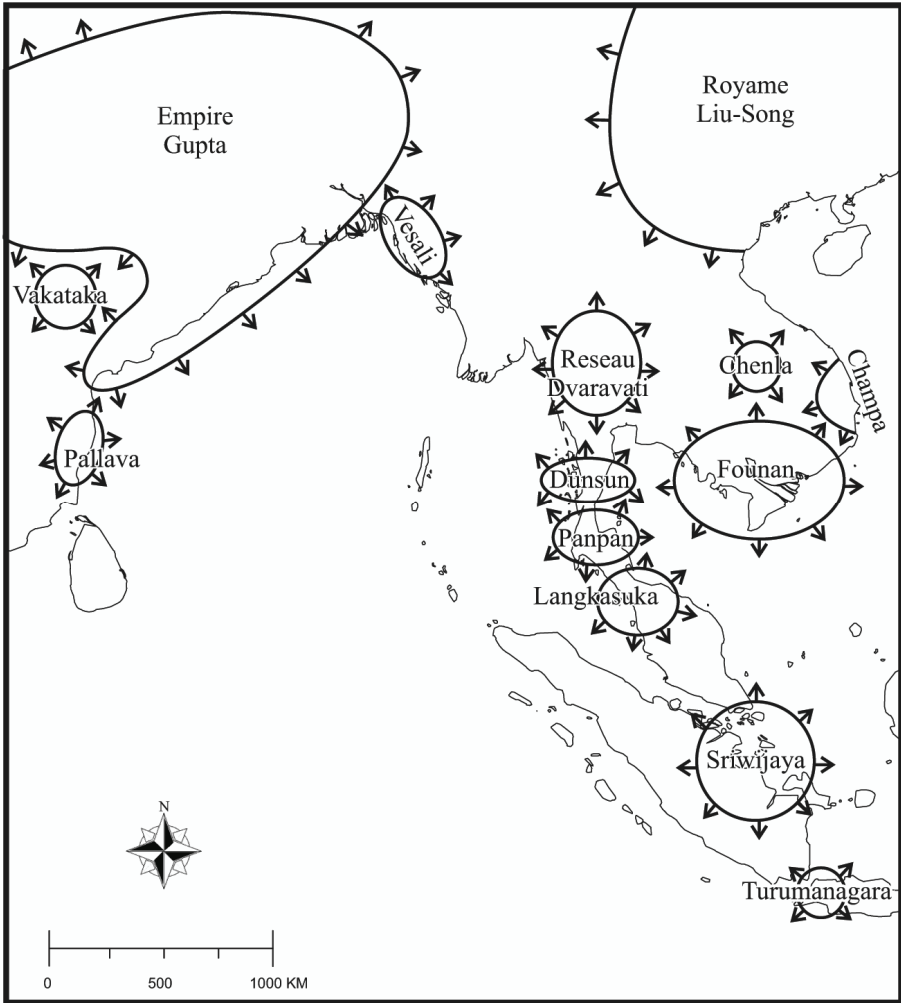 Empire
Gupta
Royame
Liu-Song
Vesali
Vakataka
Reseau
Dvaravati
Chenla
Champa
Pallava
Dunsun
Founan
Panpan
Langkasuka
Sriwijaya
N
Turumanagara
0
500
1000 KM